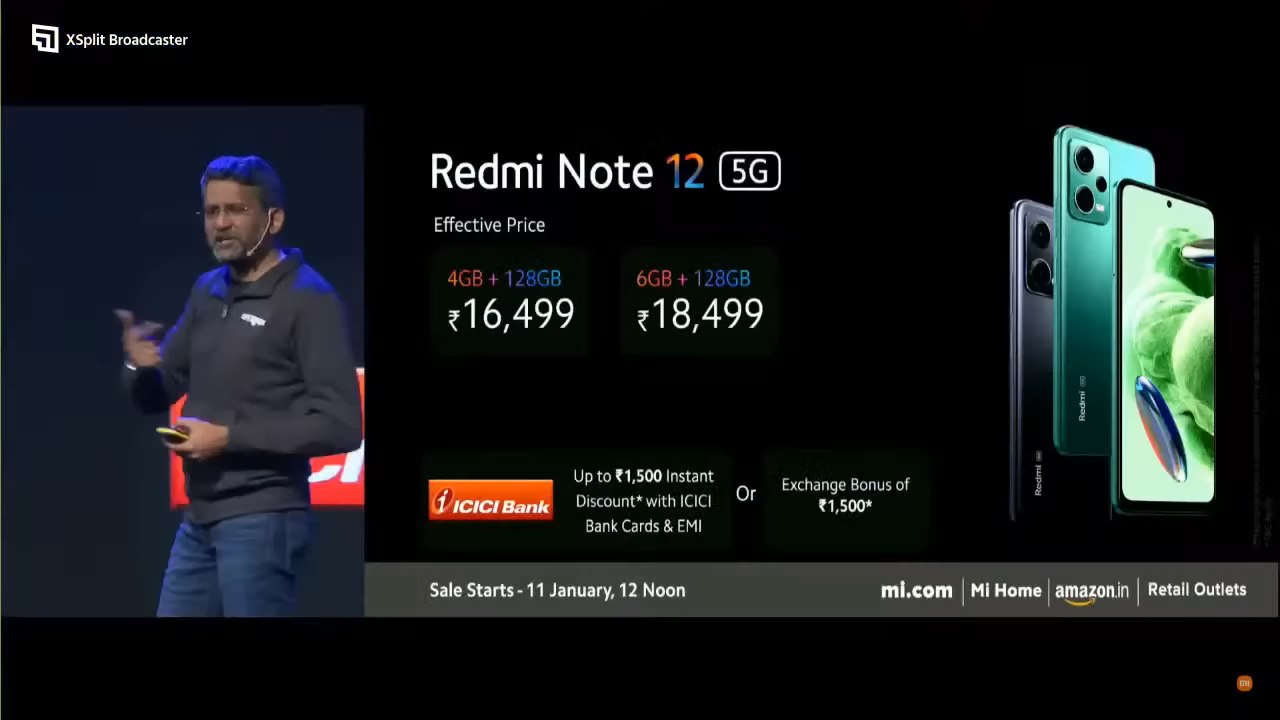 XSplit Broadcaster
Redmi Note 12 5G
Effective Price
4GB + 128GB
₹16,499
6GB + 128GB
₹18,499
Up to ₹1,500 Instant
Discount* with ICICI
Bank Cards & EMI
ICICI Bank
Or
Exchange Bonus of
₹1,500*
Redmi
Redmi
Sale Starts - 11 January, 12 Noon
mi.com
Mi Home
amazon.in
Retail Outlets